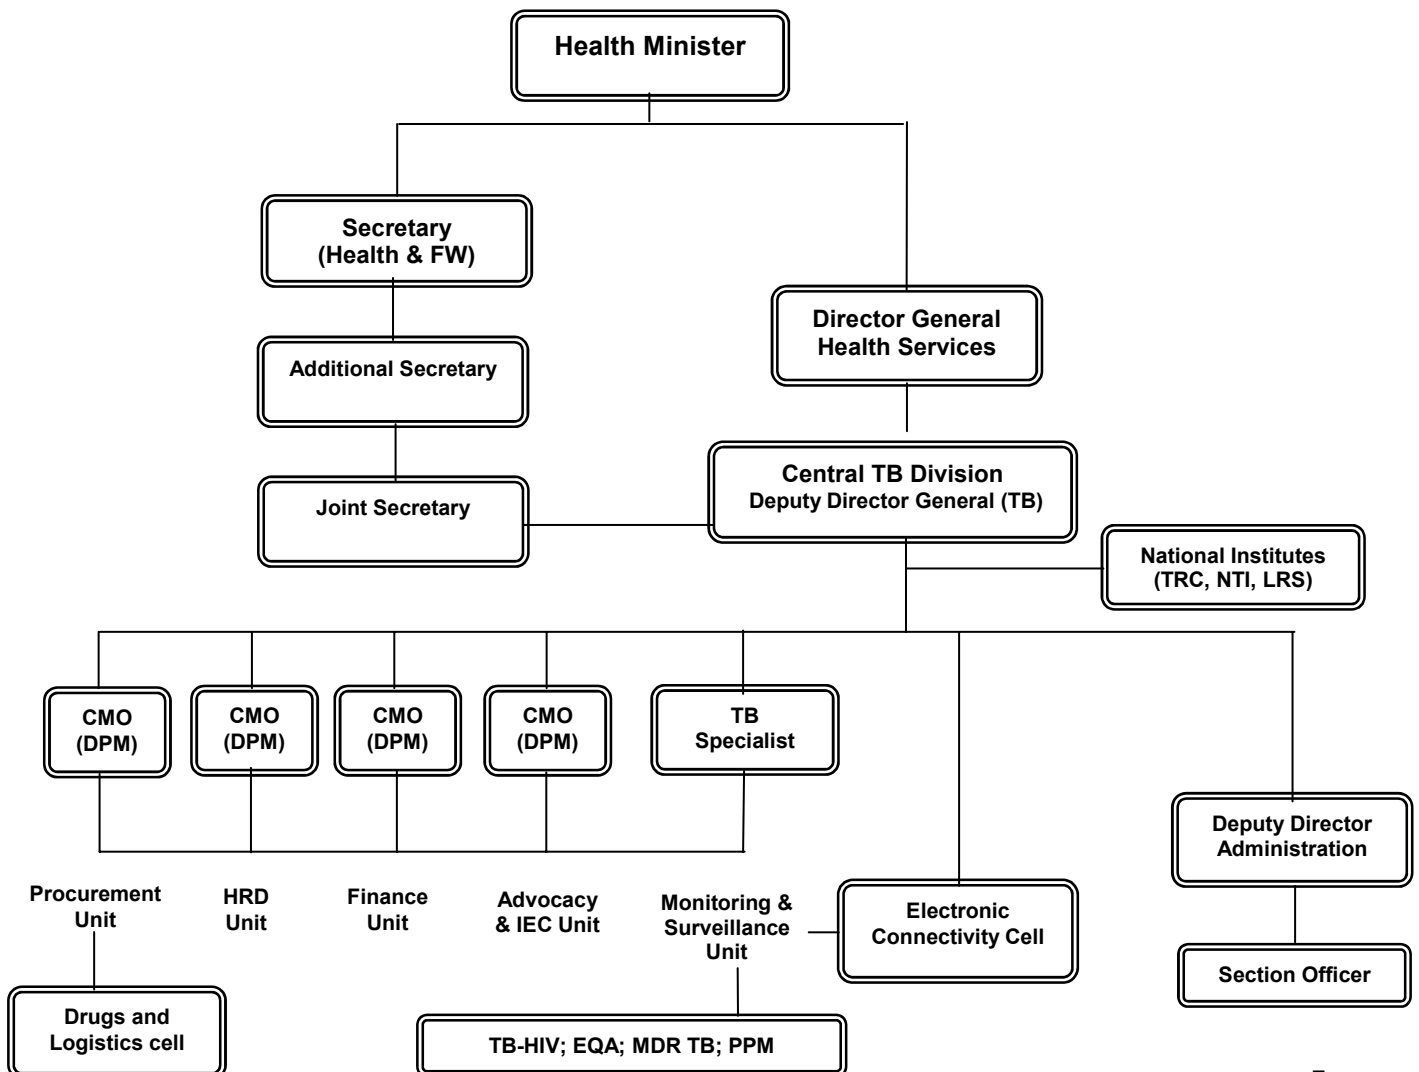 Health Minister
Secretary
(Health & FW)
Director General
Health Services
Additional Secretary
Central TB Division
Deputy Director General (TB)
Joint Secretary
National Institutes
(TRC, NTI, LRS)
CMO
(DPM)
CMO
(DPM)
CMO
(DPM)
CMO
(DPM)
TB
Specialist
Deputy Director
Administration
Procurement
Unit
HRD
Unit
Finance
Unit
Advocacy
& IEC Unit
Monitoring &
Surveillance
Unit
Electronic
Connectivity Cell
Section Officer
Drugs and
Logistics cell
TB-HIV; EQA; MDR TB; PPM